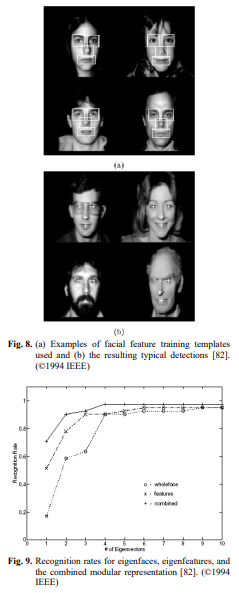 (a)
(b)
Fig. 8. (a) Examples of facial feature training templates
used and (b) the resulting typical detections [82].
(©1994 IEEE)
1
0.8
0.6
0.4
0.2
0
Recognition Rate
o - wholeface
x - features
+ - combined
0 1 2 3 4 5 6 7 8 9 10
# of Eigenvectors
Fig. 9. Recognition rates for eigenfaces, eigenfeatures, and
the combined modular representation [82]. (©1994
IEEE)